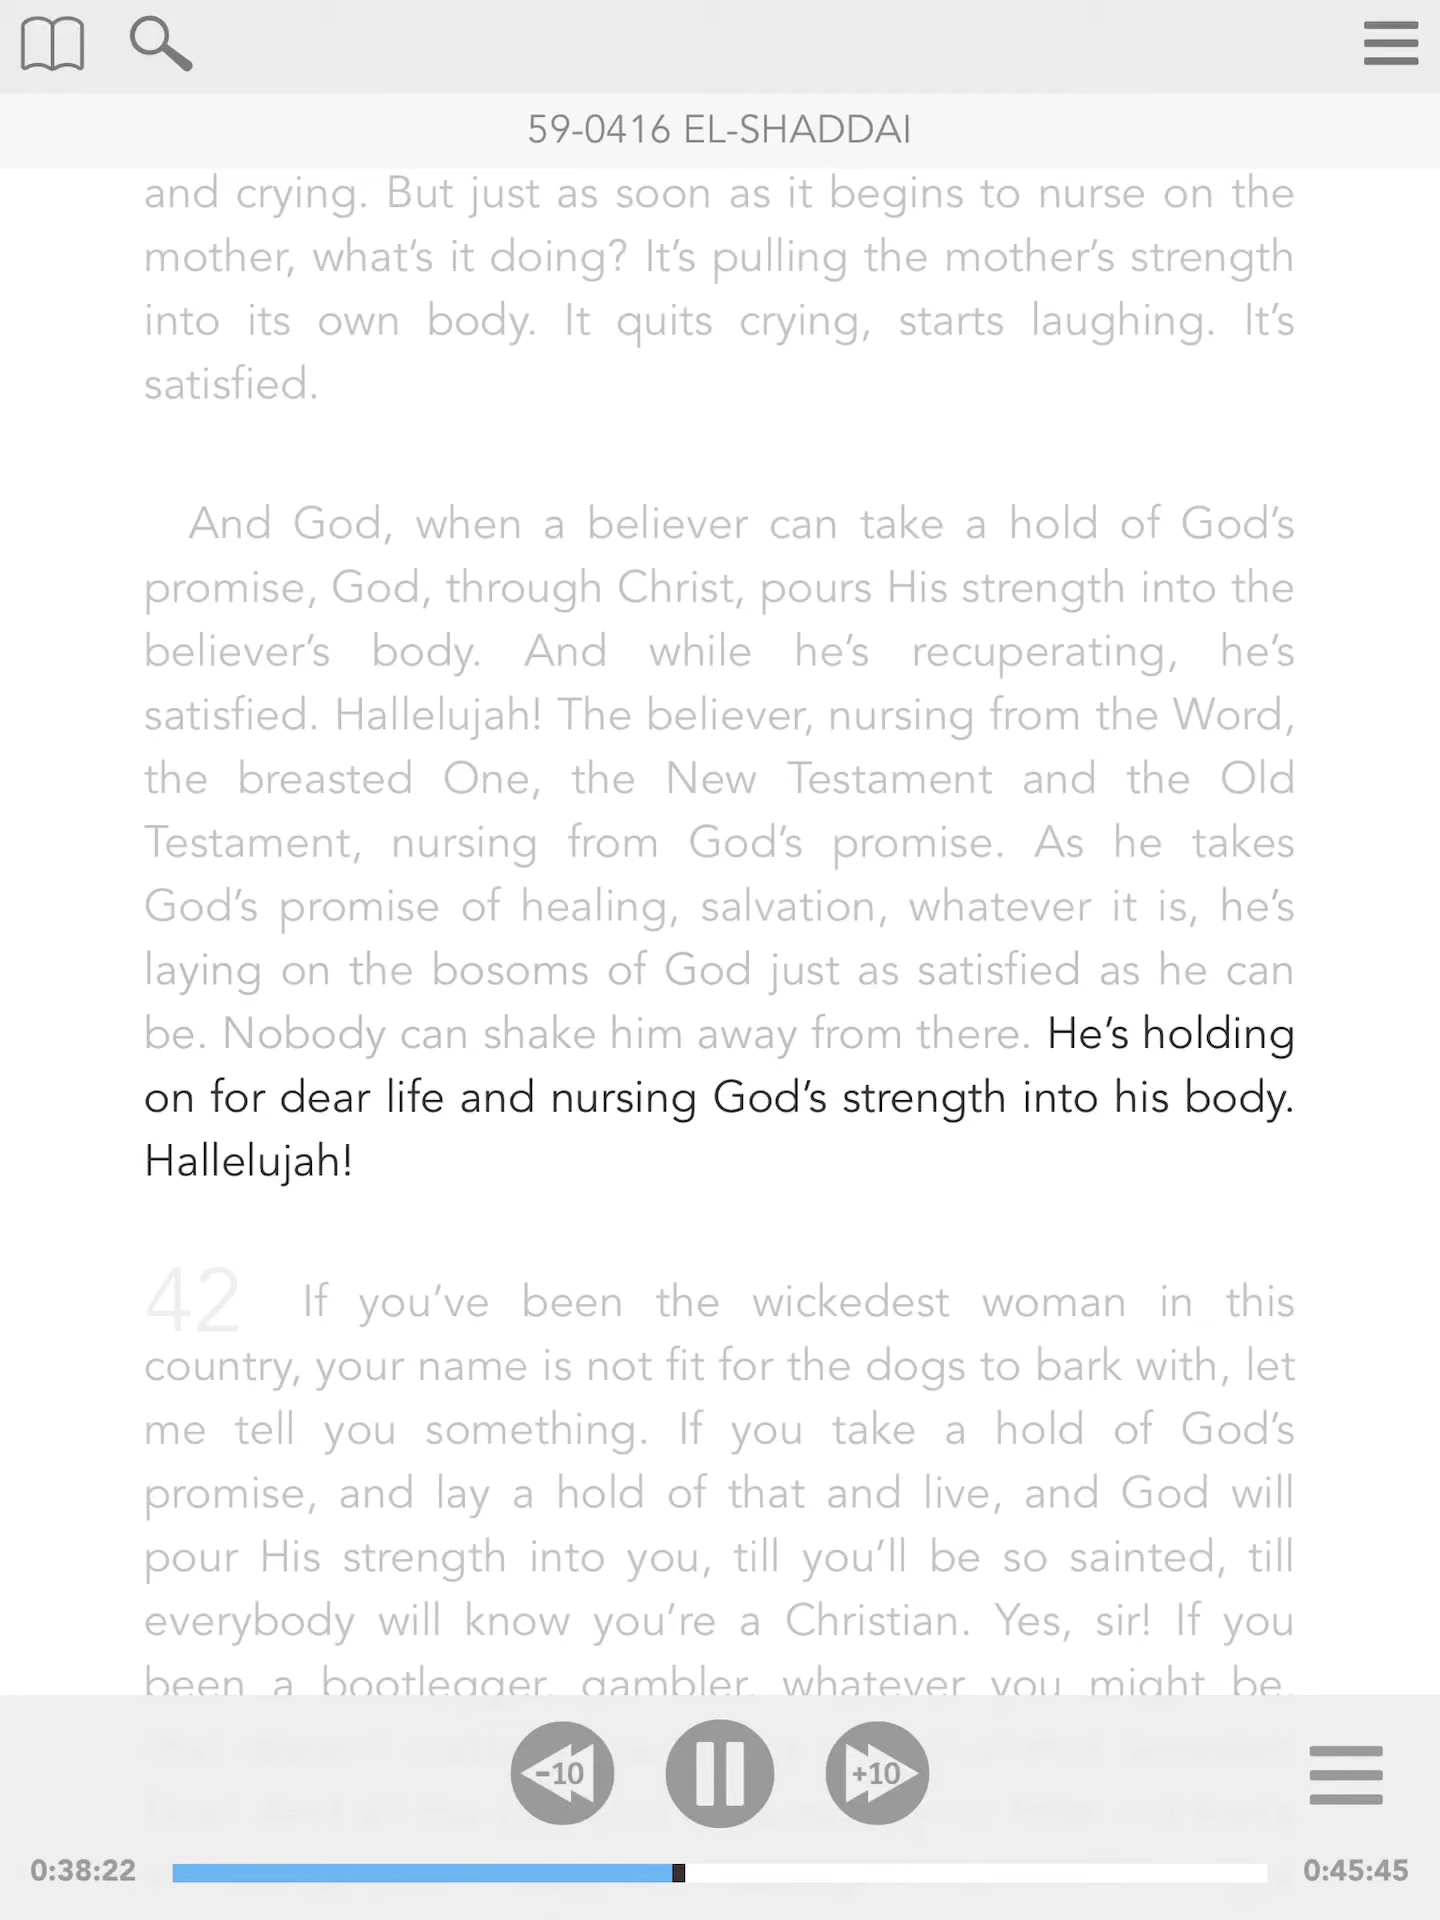 59-0416 EL-SHADDAI
and crying. But just as soon as it begins to nurse on the
mother, what’s it doing? It’s pulling the mother’s strength
into its own body. It quits crying, starts laughing. It’s
satisfied.
And God, when a believer can take a hold of God’s
promise, God, through Christ, pours His strength into the
believer’s body. And while he’s recuperating, he’s
satisfied. Hallelujah! The believer, nursing from the Word,
the breasted One, the New Testament and the Old
Testament, nursing from God’s promise. As he takes
God’s promise of healing, salvation, whatever it is, he’s
laying on the bosoms of God just as satisfied as he can
be. Nobody can shake him away from there. He’s holding
on for dear life and nursing God’s strength into his body.
Hallelujah!
42 If you’ve been the wickedest woman in this
country, your name is not fit for the dogs to bark with, let
me tell you something. If you take a hold of God’s
promise, and lay a hold of that and live, and God will
pour His strength into you, till you’ll be so sainted, till
everybody will know you’re a Christian. Yes, sir! If you
been a bootlegger, gambler, whatever you might be,
-10 +10
0:38:22 0:45:45